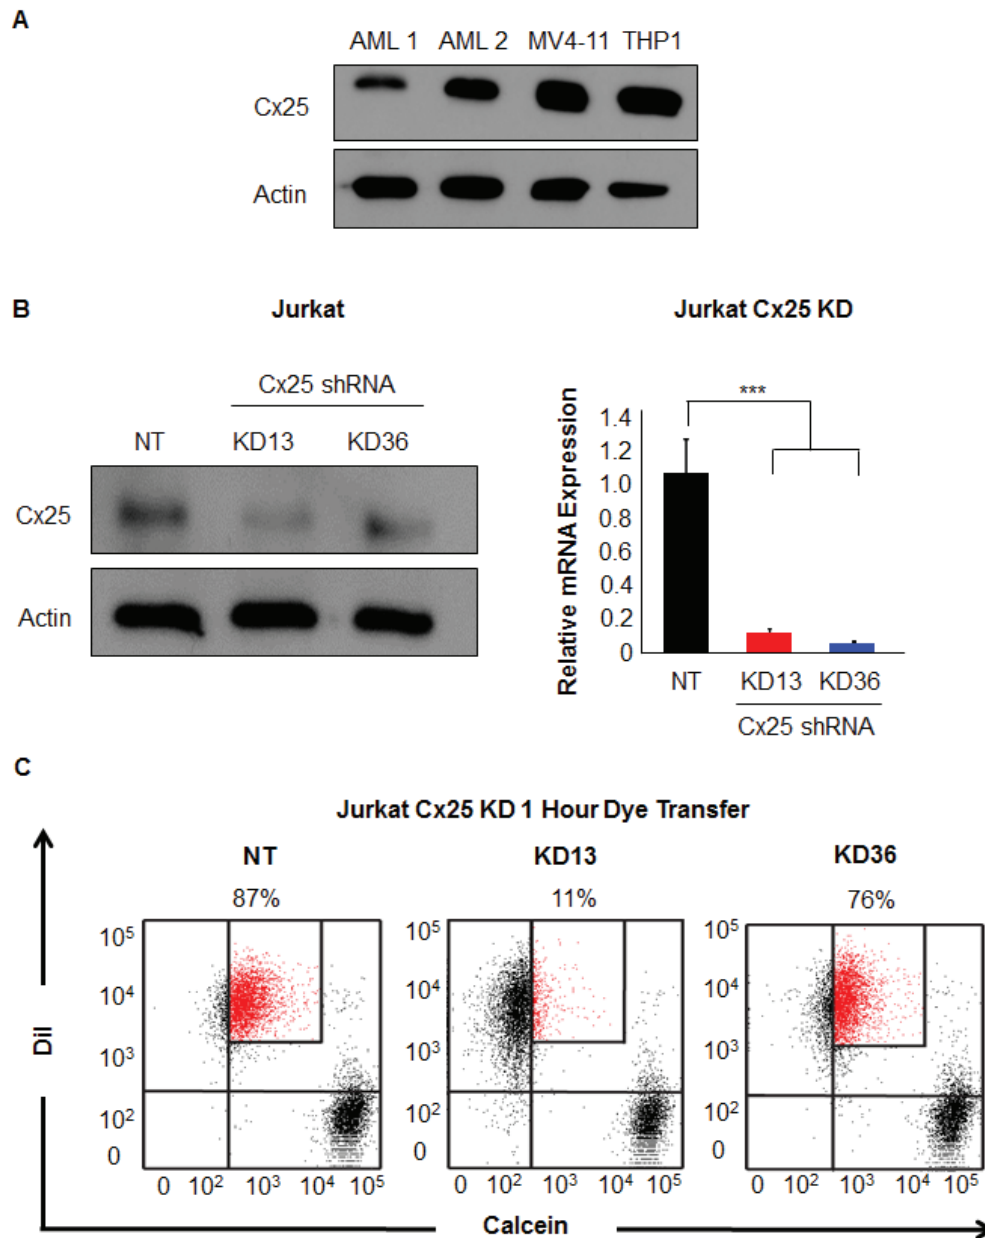 A
AML 1 AML 2 MV4-11 THP1
Cx25
Actin
B
Jurkat
Cx25 shRNA
NT KD13 KD36
Cx25
Actin
Jurkat Cx25 KD
***
Relative mRNA Expression
1.4
1.2
1.0
0.8
0.6
0.4
0.2
0
NT KD13 KD36
Cx25 shRNA
C
Jurkat Cx25 KD 1 Hour Dye Transfer
NT KD13 KD36
87% 11% 76%
10⁵ 10⁵ 10⁵
10⁴ 10⁴ 10⁴
10³ 10³ 10³
10² 10² 10²
0 0 0
0 10² 10³ 10⁴ 10⁵ 0 10² 10³ 10⁴ 10⁵ 0 10² 10³ 10⁴ 10⁵
DiI
Calcein